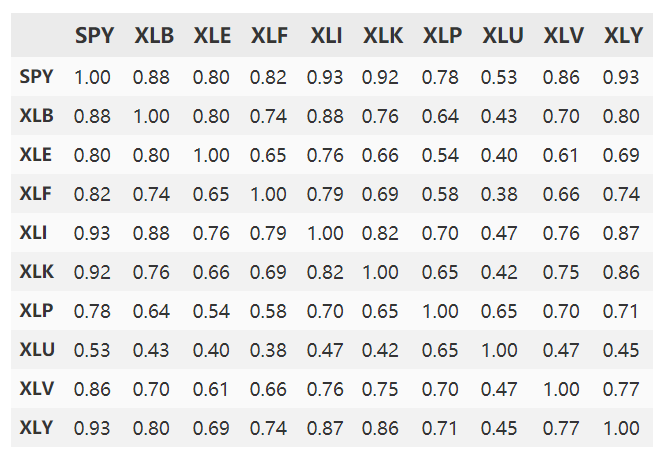 SPY XLB XLE XLF XLI XLK XLP XLU XLV XLY
SPY 1.00 0.88 0.80 0.82 0.93 0.92 0.78 0.53 0.86 0.93
XLB 0.88 1.00 0.80 0.74 0.88 0.76 0.64 0.43 0.70 0.80
XLE 0.80 0.80 1.00 0.65 0.76 0.66 0.54 0.40 0.61 0.69
XLF 0.82 0.74 0.65 1.00 0.79 0.69 0.58 0.38 0.66 0.74
XLI 0.93 0.88 0.76 0.79 1.00 0.82 0.70 0.47 0.76 0.87
XLK 0.92 0.76 0.66 0.69 0.82 1.00 0.65 0.42 0.75 0.86
XLP 0.78 0.64 0.54 0.58 0.70 0.65 1.00 0.65 0.70 0.71
XLU 0.53 0.43 0.40 0.38 0.47 0.42 0.65 1.00 0.47 0.45
XLV 0.86 0.70 0.61 0.66 0.76 0.75 0.70 0.47 1.00 0.77
XLY 0.93 0.80 0.69 0.74 0.87 0.86 0.71 0.45 0.77 1.00